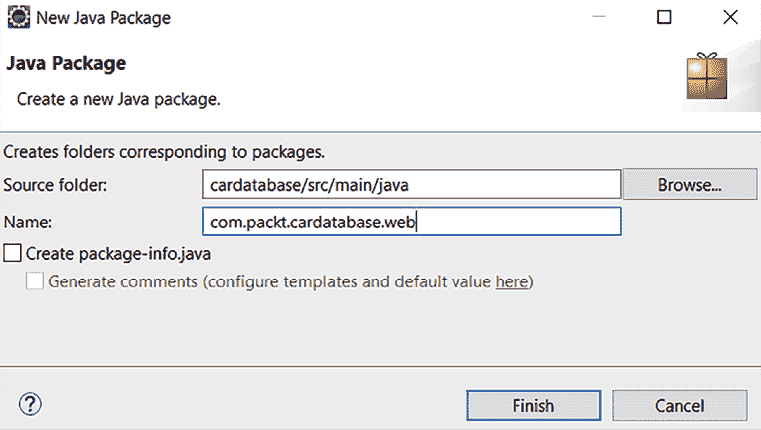 New Java Package
Java Package
Create a new Java package.
Creates folders corresponding to packages.
Source folder: cardatabase/src/main/java Browse...
Name: com.packt.cardatabase.web
Create package-info.java
Generate comments (configure templates and default value here)
? Finish Cancel